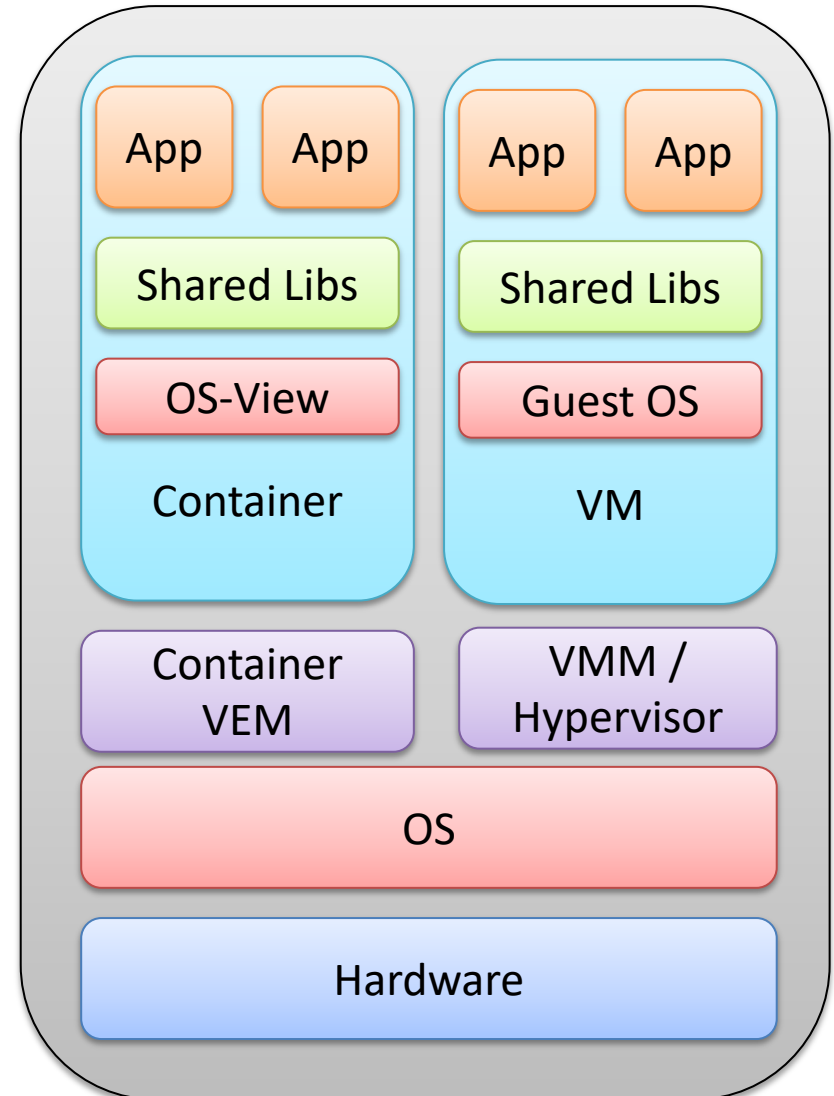 App
App
App
App
Shared Libs
Shared Libs
OS-View
Guest OS
Container
VM
Container
VEM
VMM /
Hypervisor
OS
Hardware